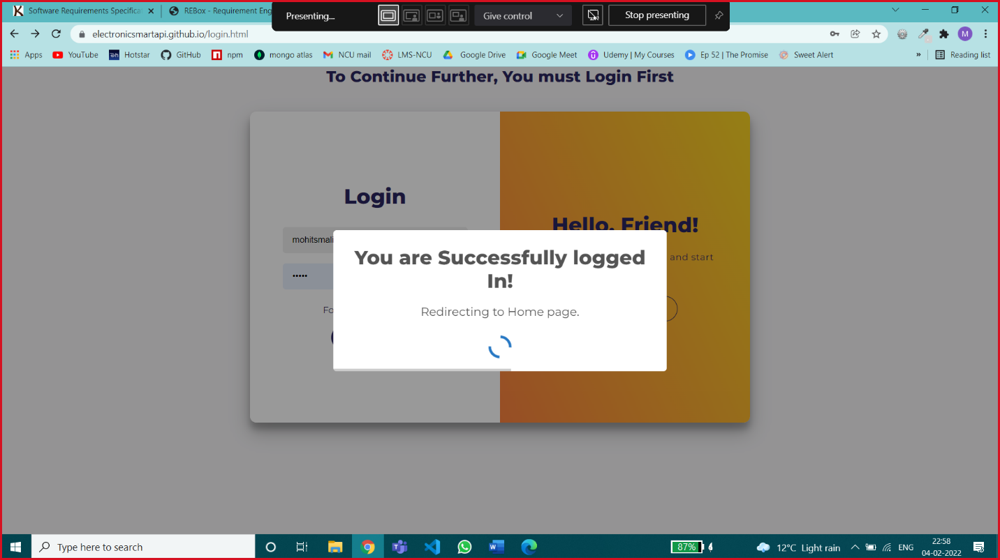 Software Requirements Specificat
REBox - Requirement Eng
Presenting...
Give control
Stop presenting
electronicsmartapi.github.io/login.html
M
Apps
YouTube
Hotstar
GitHub
npm
mongo atlas
NCU mail
LMS-NCU
Google Drive
Google Meet
Udemy | My Courses
Ep 52 | The Promise
Sweet Alert
»
Reading list
To Continue Further, You must Login First
Login
Hello, Friend!
mohitsmali
and start
•••••
Fo
You are Successfully logged
In!
Redirecting to Home page.
Type here to search
87%
12°C Light rain
ENG
22:58
04-02-2022